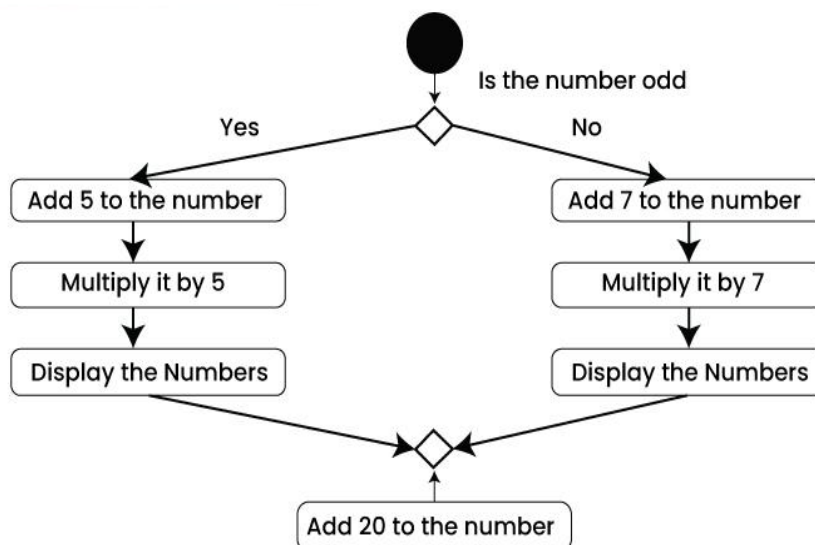 Is the number odd
Yes
No
Add 5 to the number
Add 7 to the number
Multiply it by 5
Multiply it by 7
Display the Numbers
Display the Numbers
Add 20 to the number